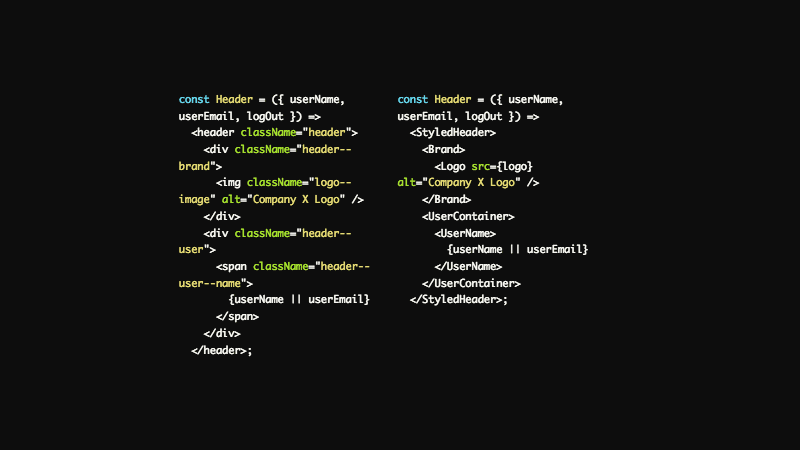 const Header = ({ userName,
userEmail, logOut }) =>
  <header className="header">
    <div className="header--
brand">
      <img className="logo--
image" alt="Company X Logo" />
    </div>
    <div className="header--
user">
      <span className="header--
user--name">
        {userName || userEmail}
      </span>
    </div>
  </header>;
const Header = ({ userName,
userEmail, logOut }) =>
  <StyledHeader>
    <Brand>
      <Logo src={logo}
alt="Company X Logo" />
    </Brand>
    <UserContainer>
      <UserName>
        {userName || userEmail}
      </UserName>
    </UserContainer>
  </StyledHeader>;